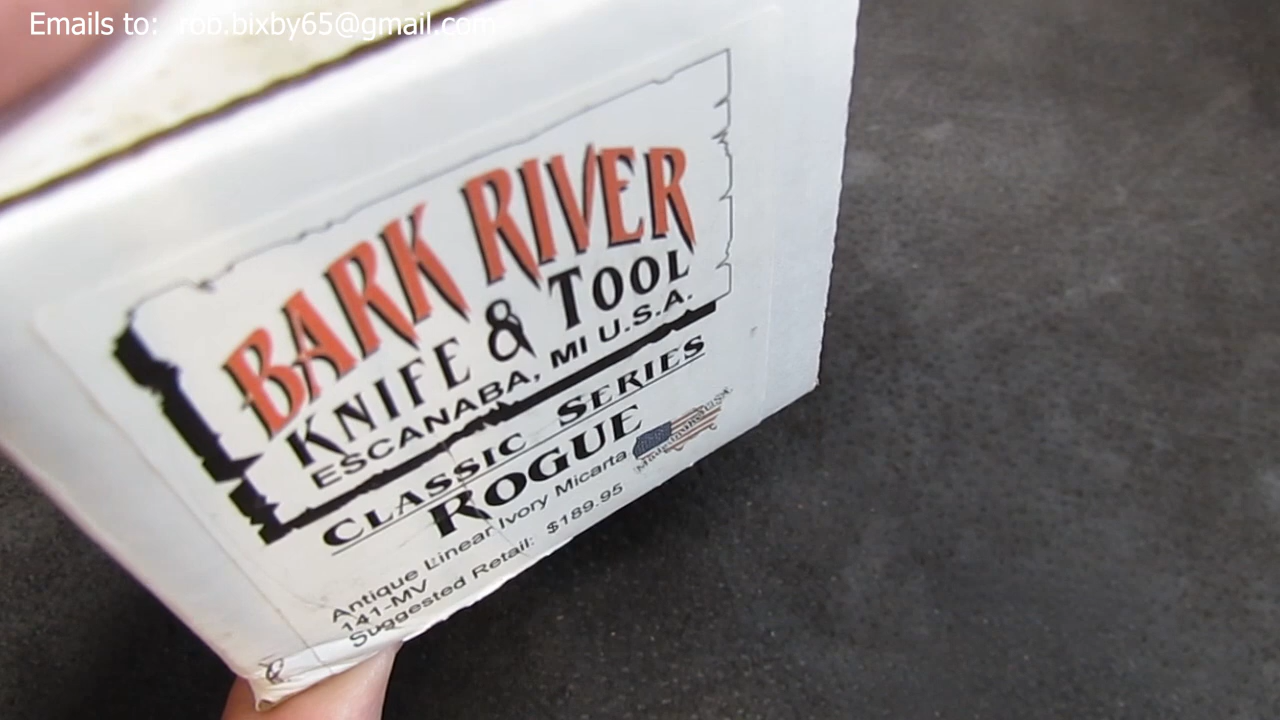 Emails to: rob.bixby65@gmail.com
BARK RIVER
KNIFE & TOOL
ESCANABA, MI U.S.A.
CLASSIC SERIES
ROGUE
Antique Linear Ivory Micarta
141-MV
Suggested Retail: $189.95